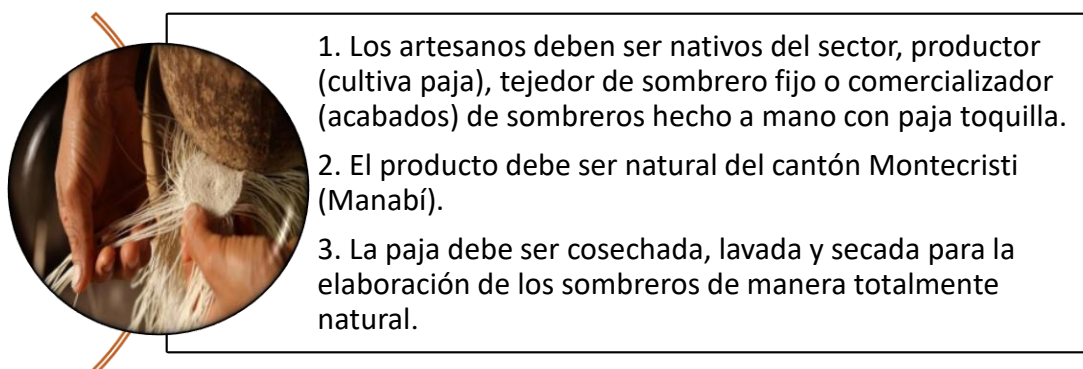 1. Los artesanos deben ser nativos del sector, productor
(cultiva paja), tejedor de sombrero fijo o comercializador
(acabados) de sombreros hecho a mano con paja toquilla.
2. El producto debe ser natural del cantón Montecristi
(Manabí).
3. La paja debe ser cosechada, lavada y secada para la
elaboración de los sombreros de manera totalmente
natural.